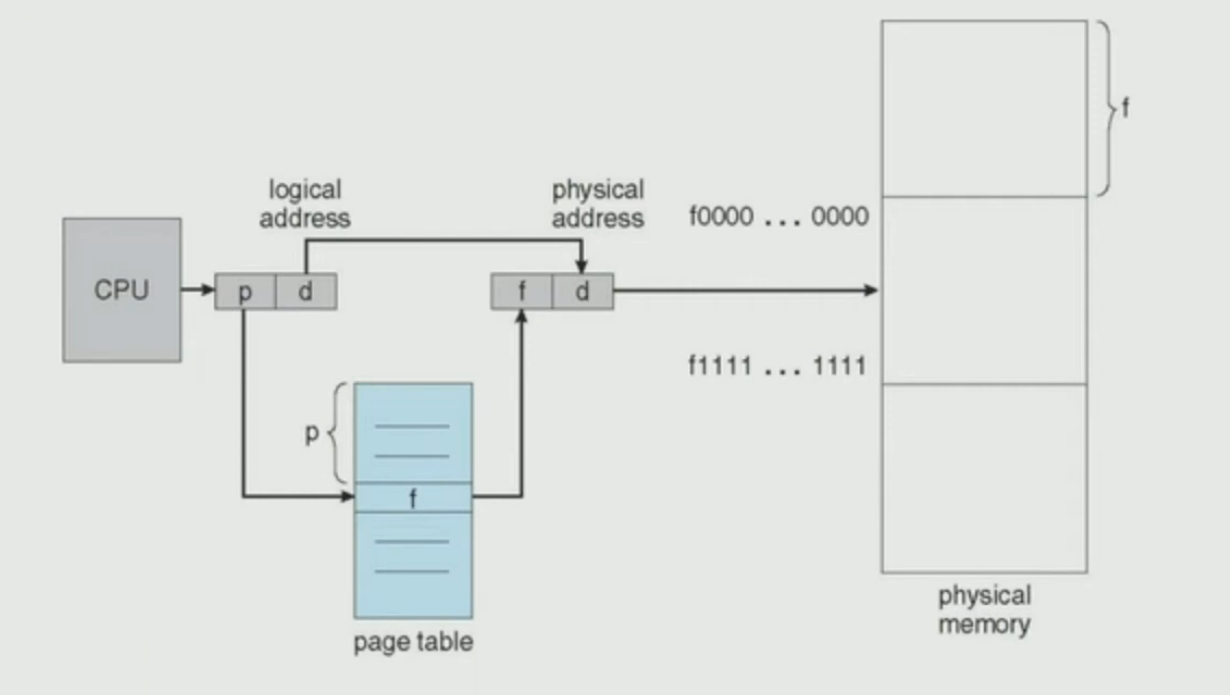 f
logical
address
physical
address
f0000 ... 0000
CPU
p
d
f
d
f1111 ... 1111
p
f
physical
memory
page table